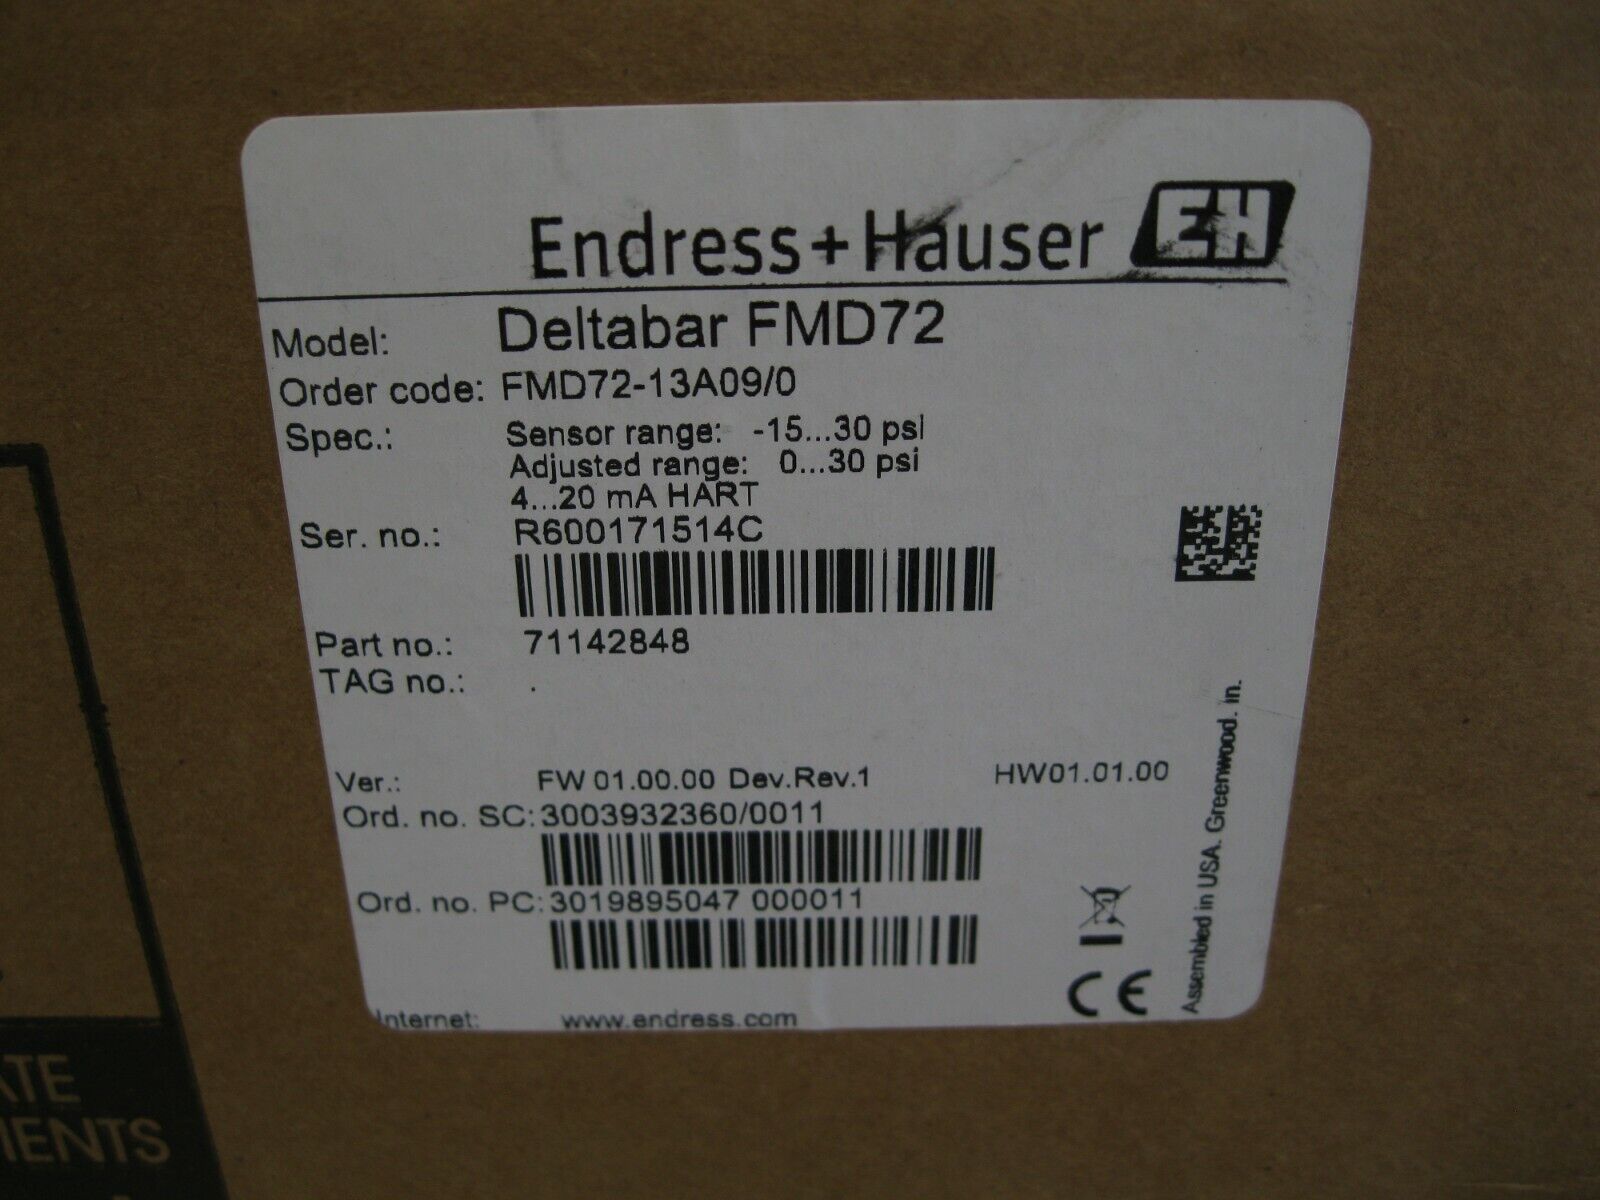 Endress+Hauser EH
Model: Deltabar FMD72
Order code: FMD72-13A09/0
Spec.: Sensor range: -15...30 psi
Adjusted range: 0...30 psi
4...20 mA HART
Ser. no.: R600171514C
Part no.: 71142848
TAG no.: .
Ver.: FW 01.00.00 Dev.Rev.1 HW01.01.00
Ord. no. SC: 3003932360/0011
Ord. no. PC: 3019895047 000011
Internet: www.endress.com
CE
Assembled in USA. Greenwood. in.